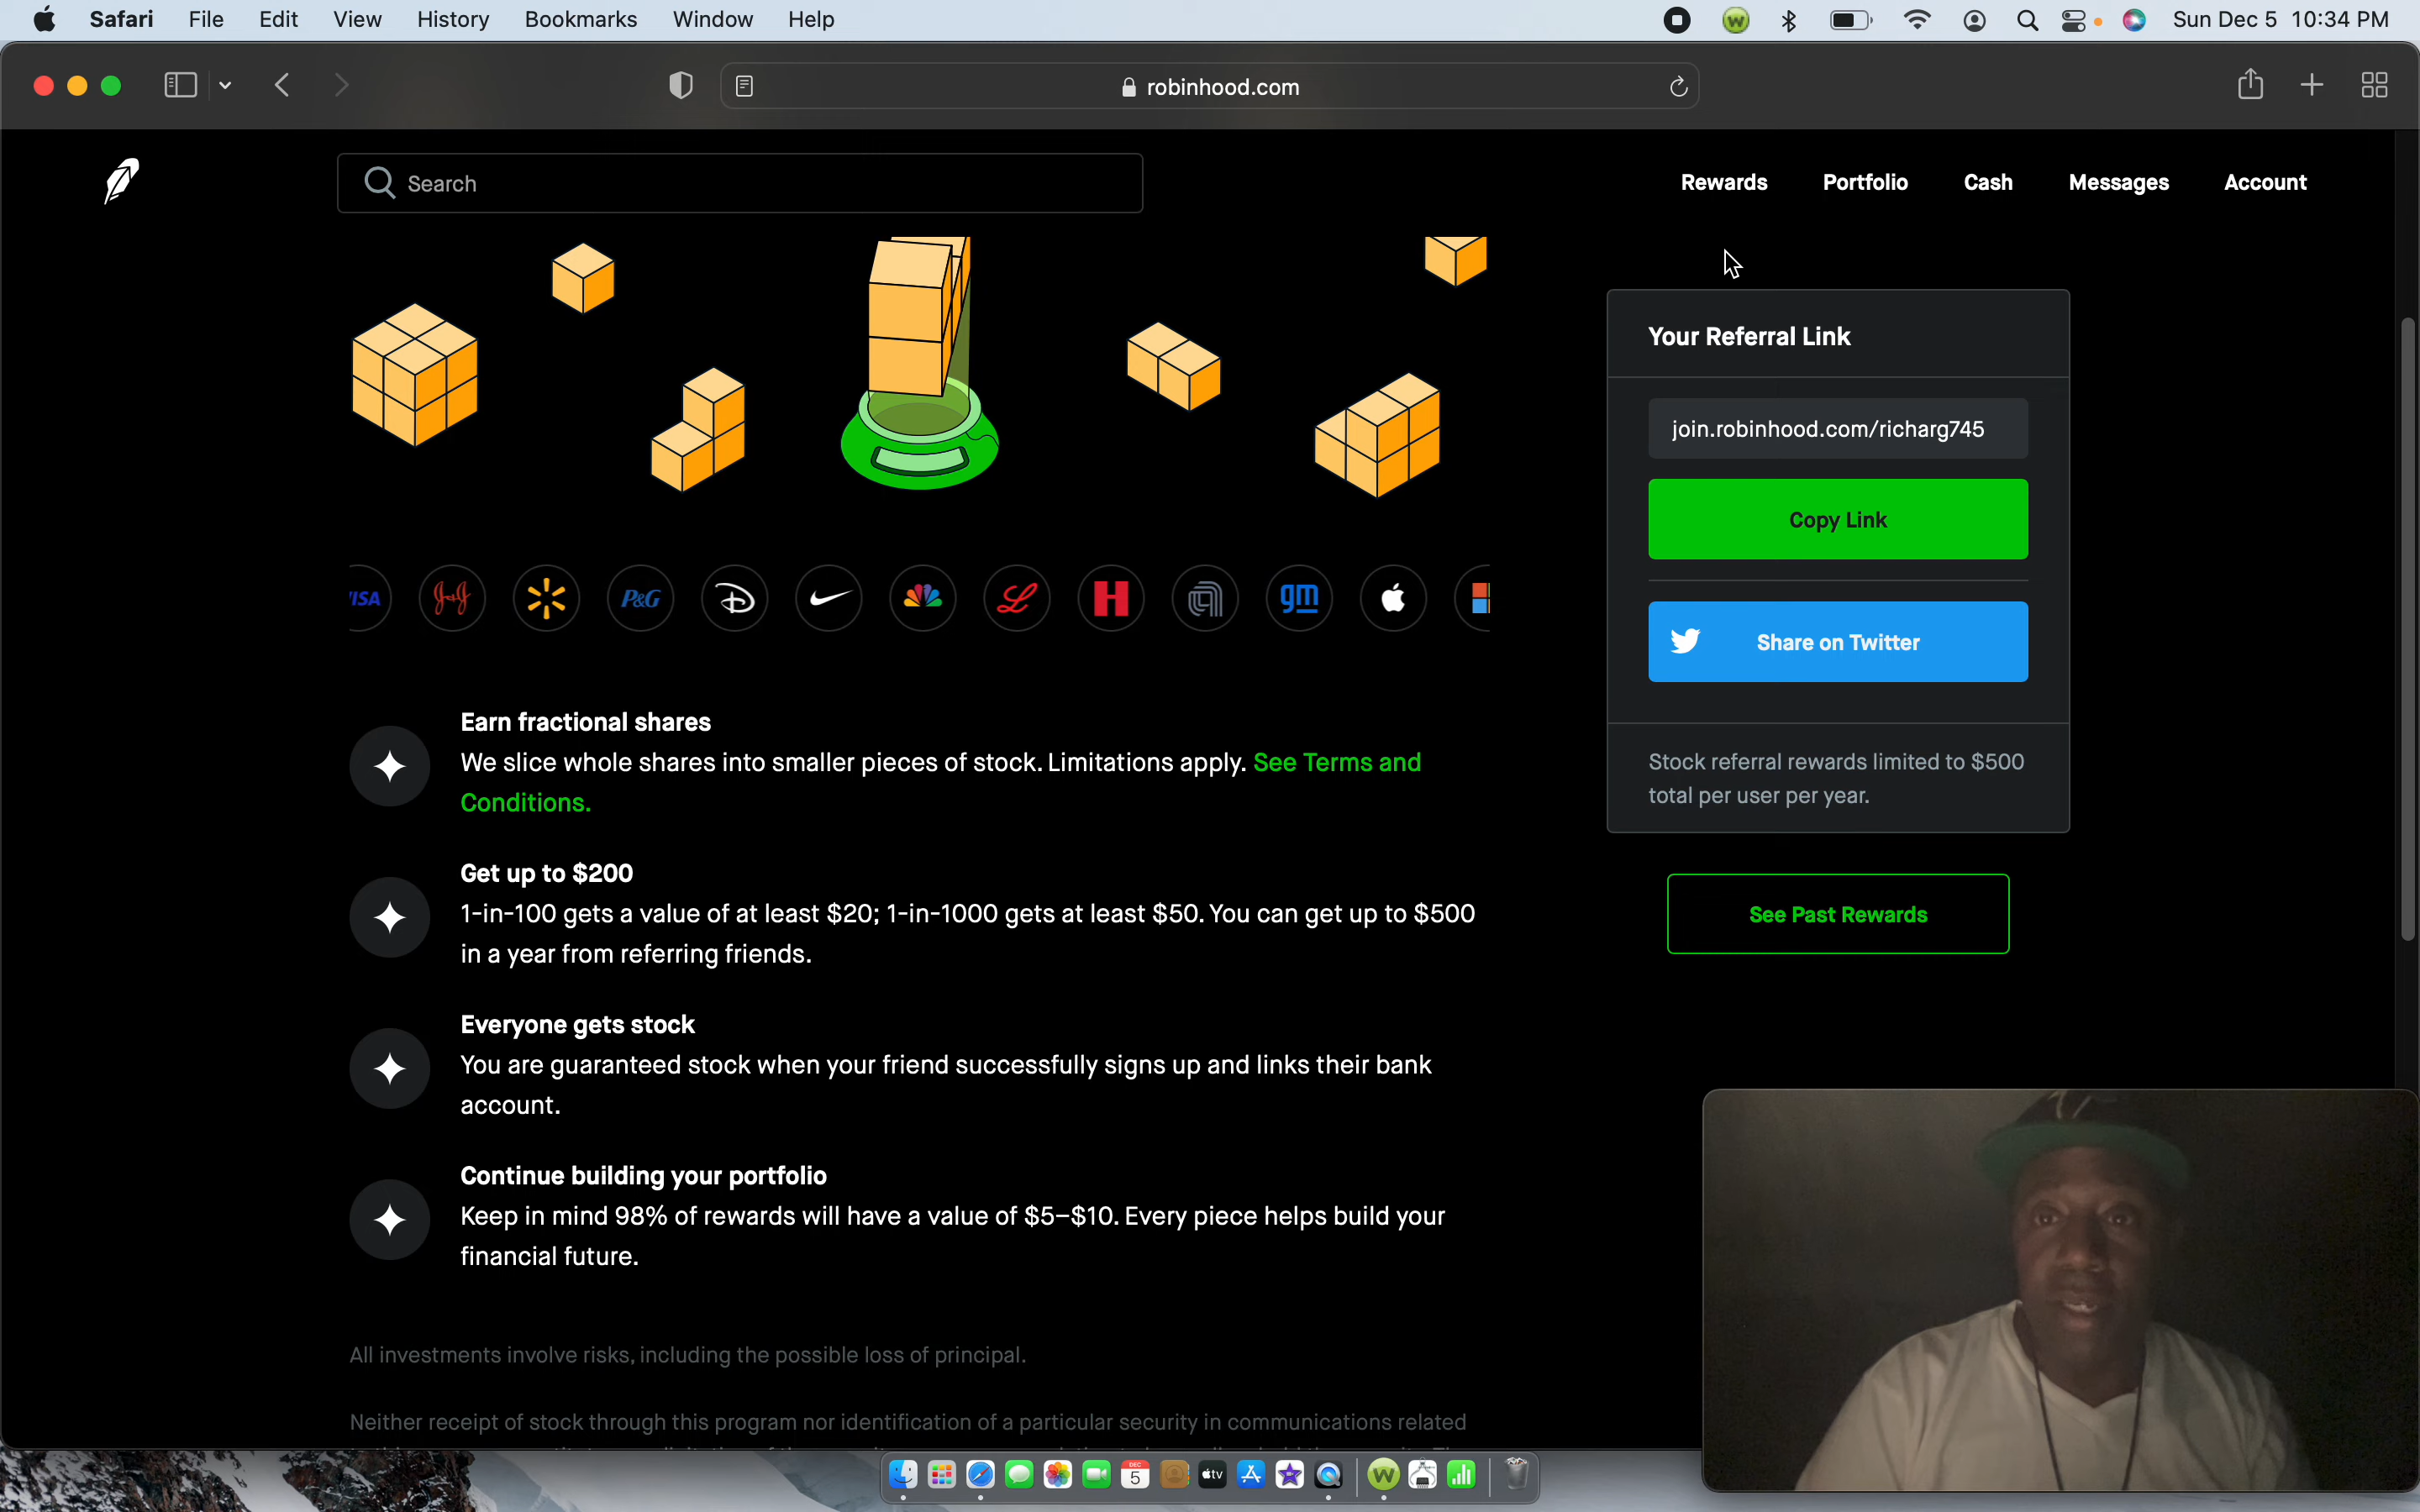 Safari File Edit View History Bookmarks Window Help
Sun Dec 5 10:34 PM
robinhood.com
Search
Rewards Portfolio Cash Messages Account
Your Referral Link
join.robinhood.com/richarg745
Copy Link
Share on Twitter
Stock referral rewards limited to $500
total per user per year.
See Past Rewards
VISA J&J P&G D L H gm
Earn fractional shares
We slice whole shares into smaller pieces of stock. Limitations apply. See Terms and
Conditions.
Get up to $200
1-in-100 gets a value of at least $20; 1-in-1000 gets at least $50. You can get up to $500
in a year from referring friends.
Everyone gets stock
You are guaranteed stock when your friend successfully signs up and links their bank
account.
Continue building your portfolio
Keep in mind 98% of rewards will have a value of $5–$10. Every piece helps build your
financial future.
All investments involve risks, including the possible loss of principal.
Neither receipt of stock through this program nor identification of a particular security in communications related
DEC
5
tv
W